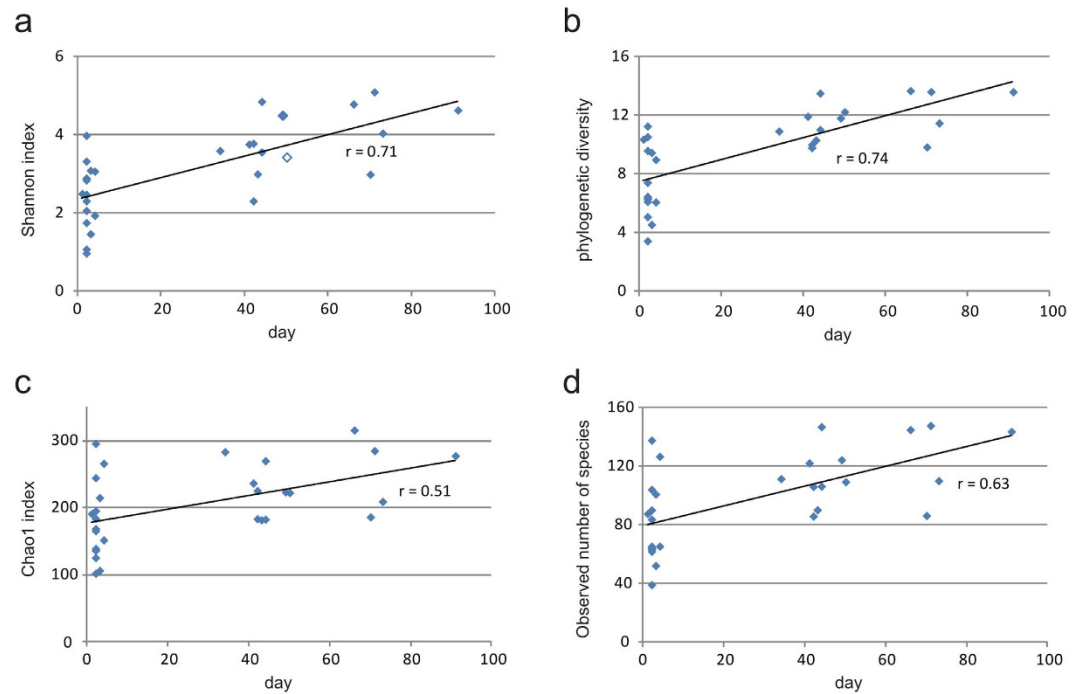 a
6
4
2
0
Shannon index
r = 0.71
0 20 40 60 80 100
day
b
16
12
8
4
0
phylogenetic diversity
r = 0.74
0 20 40 60 80 100
day
c
300
200
100
0
Chao1 index
r = 0.51
0 20 40 60 80 100
day
d
160
120
80
40
0
Observed number of species
r = 0.63
0 20 40 60 80 100
day